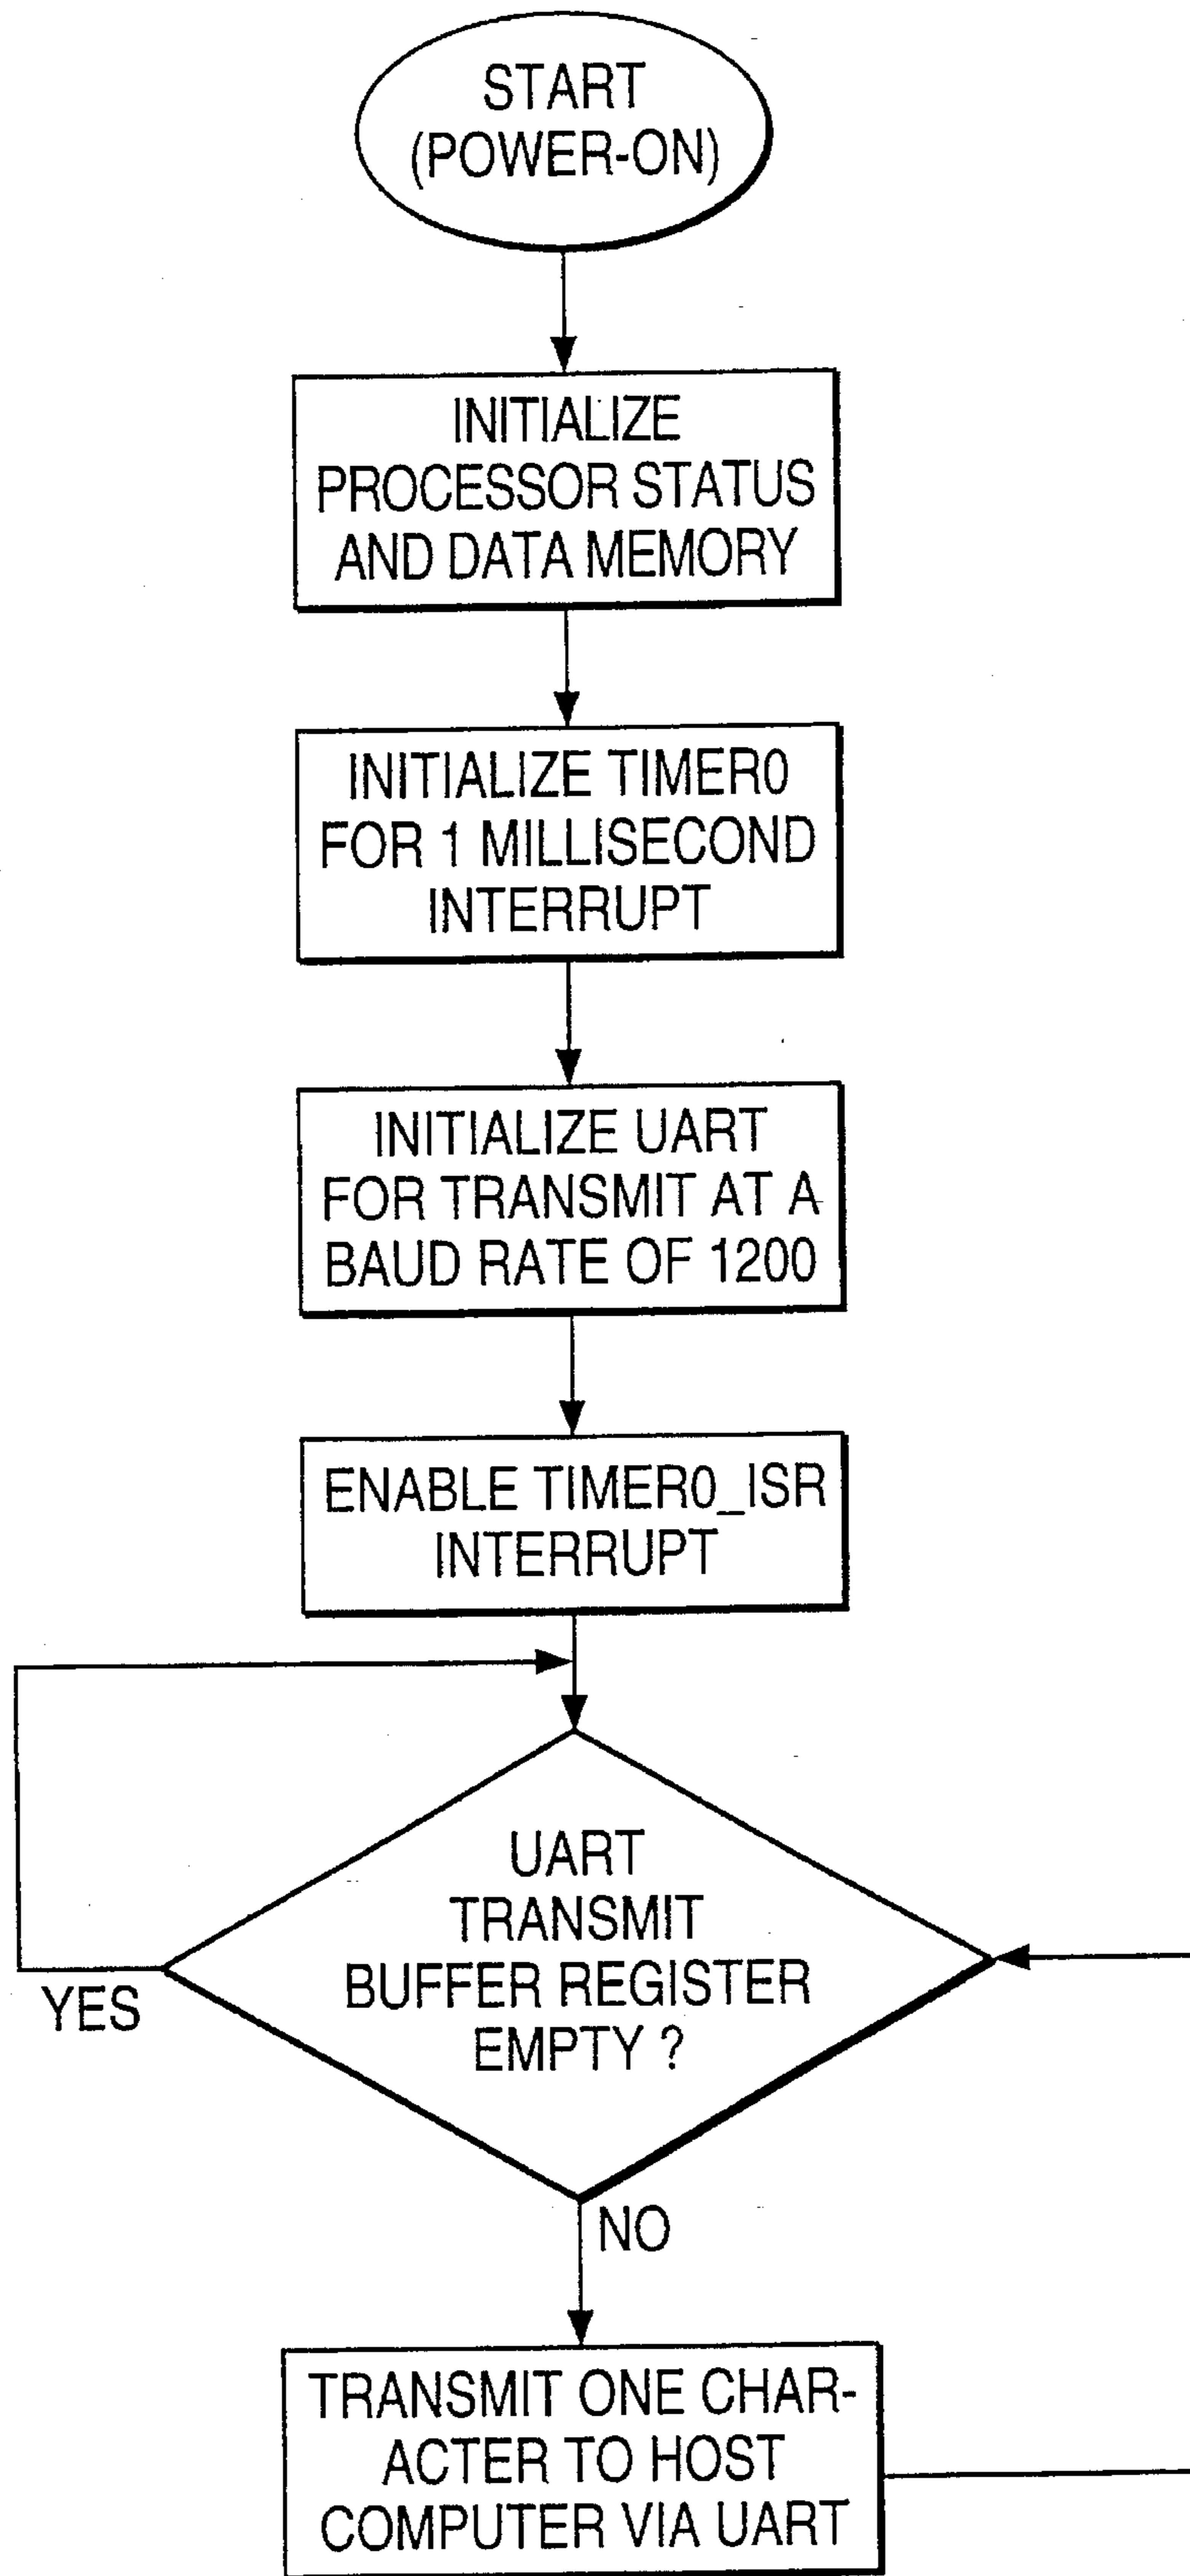 START
(POWER-ON)
INITIALIZE
PROCESSOR STATUS
AND DATA MEMORY
INITIALIZE TIMER0
FOR 1 MILLISECOND
INTERRUPT
INITIALIZE UART
FOR TRANSMIT AT A
BAUD RATE OF 1200
ENABLE TIMER0_ISR
INTERRUPT
UART
TRANSMIT
BUFFER REGISTER
EMPTY ?
YES
NO
TRANSMIT ONE CHAR-
ACTER TO HOST
COMPUTER VIA UART